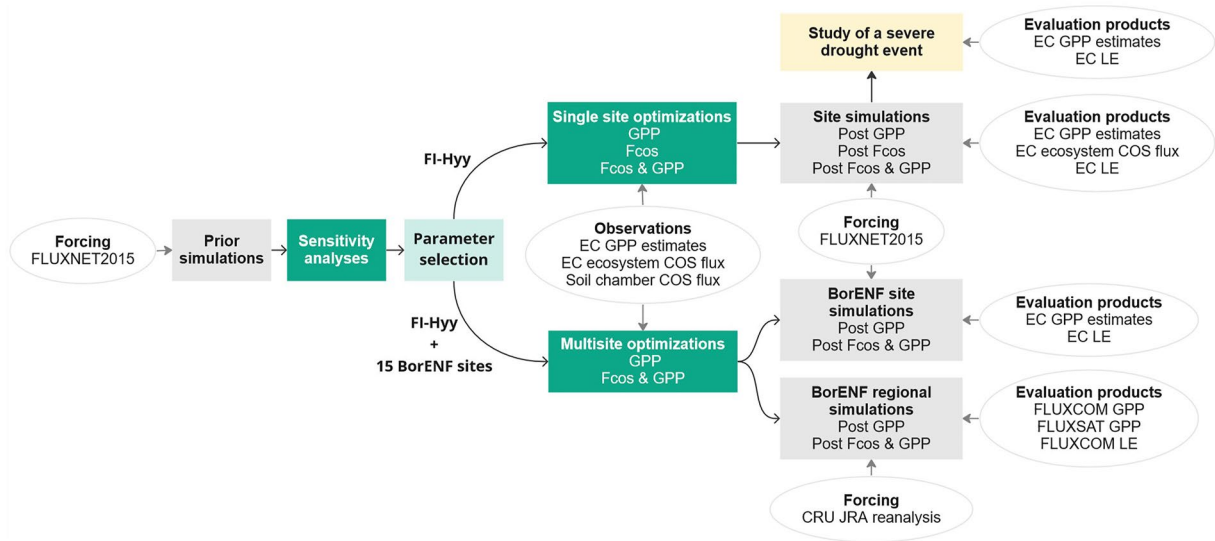 Forcing
FLUXNET2015
Prior
simulations
Sensitivity
analyses
Parameter
selection
FI-Hyy
FI-Hyy
+
15 BorENF sites
Single site optimizations
GPP
Fcos
Fcos & GPP
Observations
EC GPP estimates
EC ecosystem COS flux
Soil chamber COS flux
Multisite optimizations
GPP
Fcos & GPP
Study of a severe
drought event
Evaluation products
EC GPP estimates
EC LE
Site simulations
Post GPP
Post Fcos
Post Fcos & GPP
Evaluation products
EC GPP estimates
EC ecosystem COS flux
EC LE
Forcing
FLUXNET2015
BorENF site
simulations
Post GPP
Post Fcos & GPP
Evaluation products
EC GPP estimates
EC LE
BorENF regional
simulations
Post GPP
Post Fcos & GPP
Evaluation products
FLUXCOM GPP
FLUXSAT GPP
FLUXCOM LE
Forcing
CRU JRA reanalysis